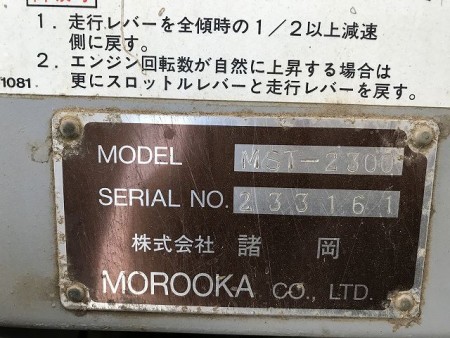 1．走行レバーを全傾時の1／2以上減速
側に戻す。
2．エンジン回転数が自然に上昇する場合は
更にスロットルレバーと走行レバーを戻す。
1081
MODEL MST-2300
SERIAL NO. 233161
株式会社 諸岡
MOROOKA CO., LTD.